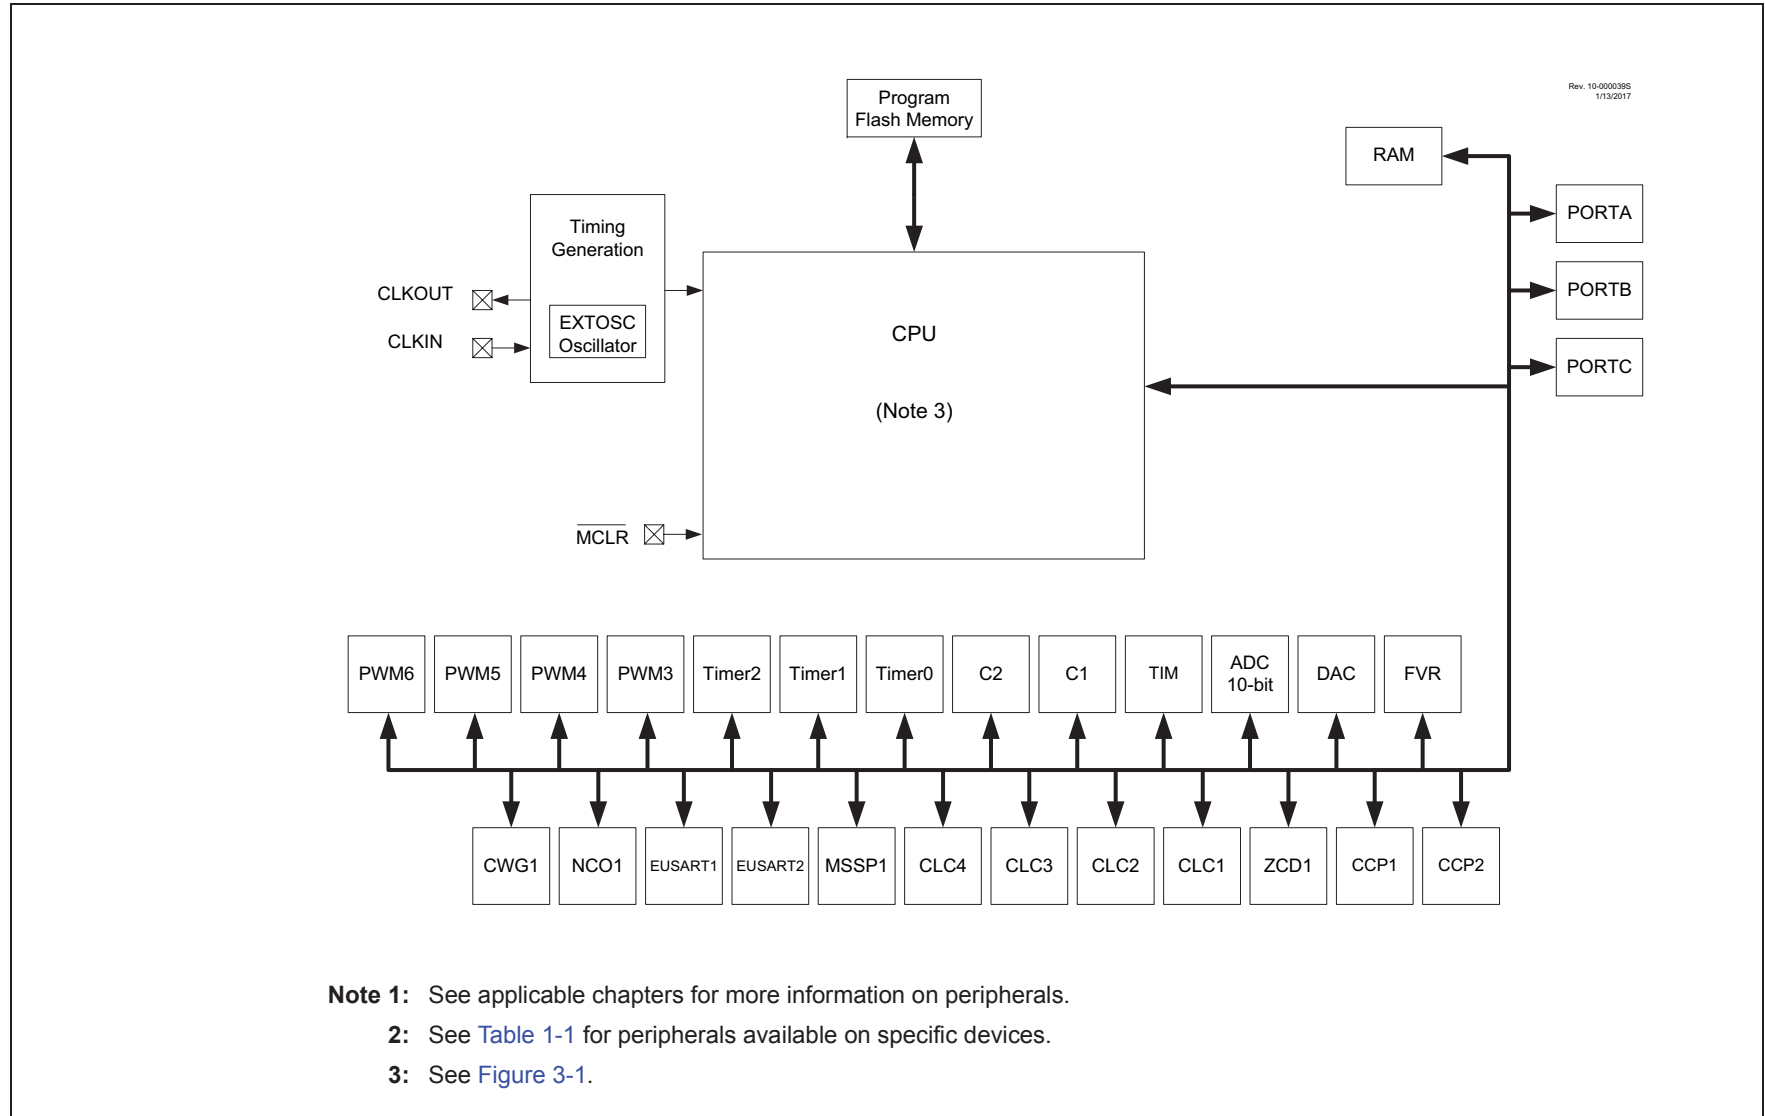 Program
Flash Memory
Rev. 10-000039S
1/13/2017
RAM
PORTA
Timing
Generation
PORTB
CLKOUT
EXTOSC
Oscillator
CLKIN
CPU
PORTC
(Note 3)
MCLR
PWM6 PWM5 PWM4 PWM3 Timer2 Timer1 Timer0 C2 C1 TIM ADC 10-bit DAC FVR
CWG1 NCO1 EUSART1 EUSART2 MSSP1 CLC4 CLC3 CLC2 CLC1 ZCD1 CCP1 CCP2
Note 1: See applicable chapters for more information on peripherals.
2: See Table 1-1 for peripherals available on specific devices.
3: See Figure 3-1.